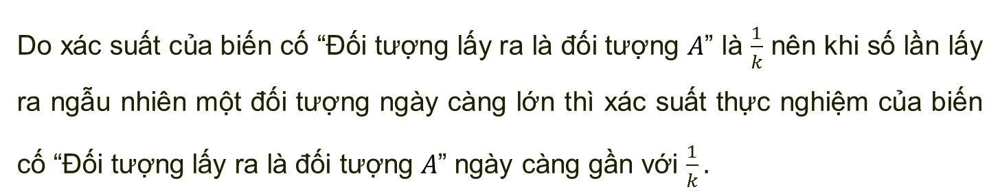 Do xác suất của biến cố “Đối tượng lấy ra là đối tượng A” là 1/k nên khi số lần lấy
ra ngẫu nhiên một đối tượng ngày càng lớn thì xác suất thực nghiệm của biến
cố “Đối tượng lấy ra là đối tượng A” ngày càng gần với 1/k.